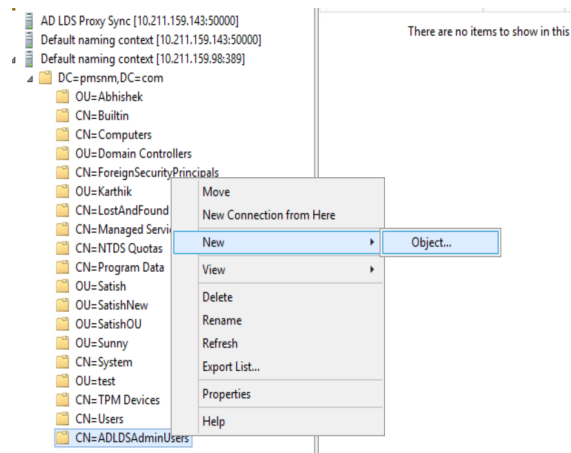 AD LDS Proxy Sync [10.211.159.143:50000]
There are no items to show in this
Default naming context [10.211.159.143:50000]
Default naming context [10.211.159.98:389]
DC=pmsnm,DC=com
OU=Abhishek
CN=Builtin
CN=Computers
OU=Domain Controllers
CN=ForeignSecurityPrincipals
OU=Karthik
CN=LostAndFound
CN=Managed Servi
CN=NTDS Quotas
CN=Program Data
OU=Satish
OU=SatishNew
OU=SatishOU
OU=Sunny
CN=System
OU=test
CN=TPM Devices
CN=Users
CN=ADLDSAdminUsers
Move
New Connection from Here
New
Object...
View
Delete
Rename
Refresh
Export List...
Properties
Help